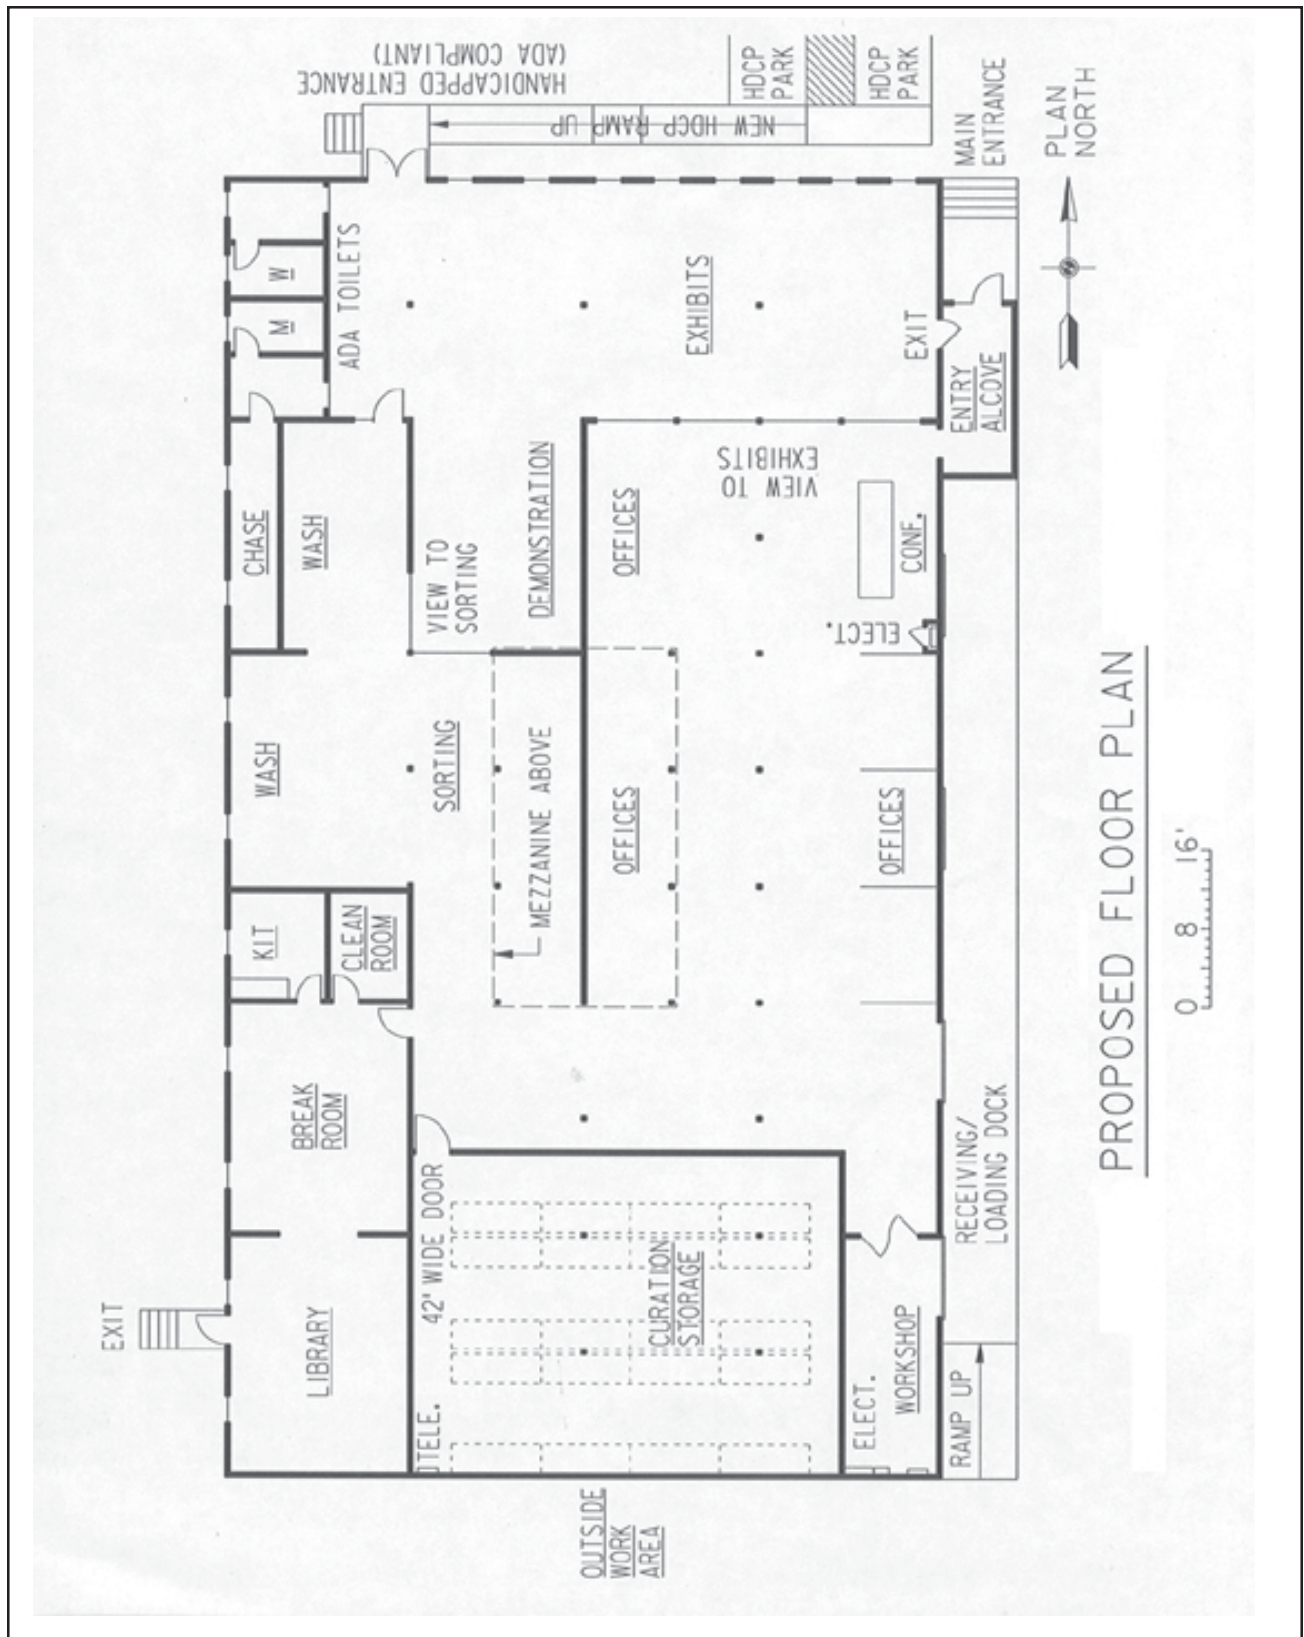 HANDICAPPED ENTRANCE
(ADA COMPLIANT)
NEW HDCP RAMP UP
HDCP
PARK
HDCP
PARK
MAIN
ENTRANCE
PLAN
NORTH
W
M
ADA TOILETS
EXHIBITS
EXIT
ENTRY
ALCOVE
CHASE
WASH
VIEW TO
SORTING
DEMONSTRATION
OFFICES
VIEW TO
EXHIBITS
CONF.
ELECT.
WASH
SORTING
MEZZANINE ABOVE
OFFICES
OFFICES
KIT
CLEAN
ROOM
BREAK
ROOM
LIBRARY
EXIT
42' WIDE DOOR
TELE.
CURATION
STORAGE
ELECT.
WORKSHOP
RECEIVING/
LOADING DOCK
RAMP UP
OUTSIDE
WORK
AREA
PROPOSED FLOOR PLAN
0 8 16'